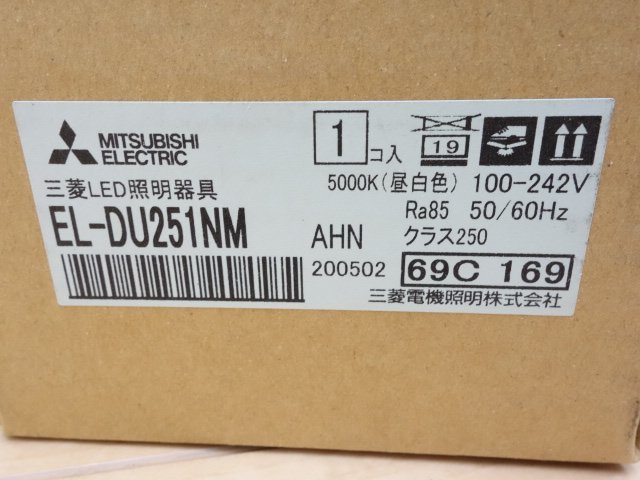 MITSUBISHI
ELECTRIC
1 コ入
19
三菱LED照明器具
5000K(昼白色) 100-242V
EL-DU251NM
AHN
Ra85 50/60Hz
クラス250
200502
69C 169
三菱電機照明株式会社